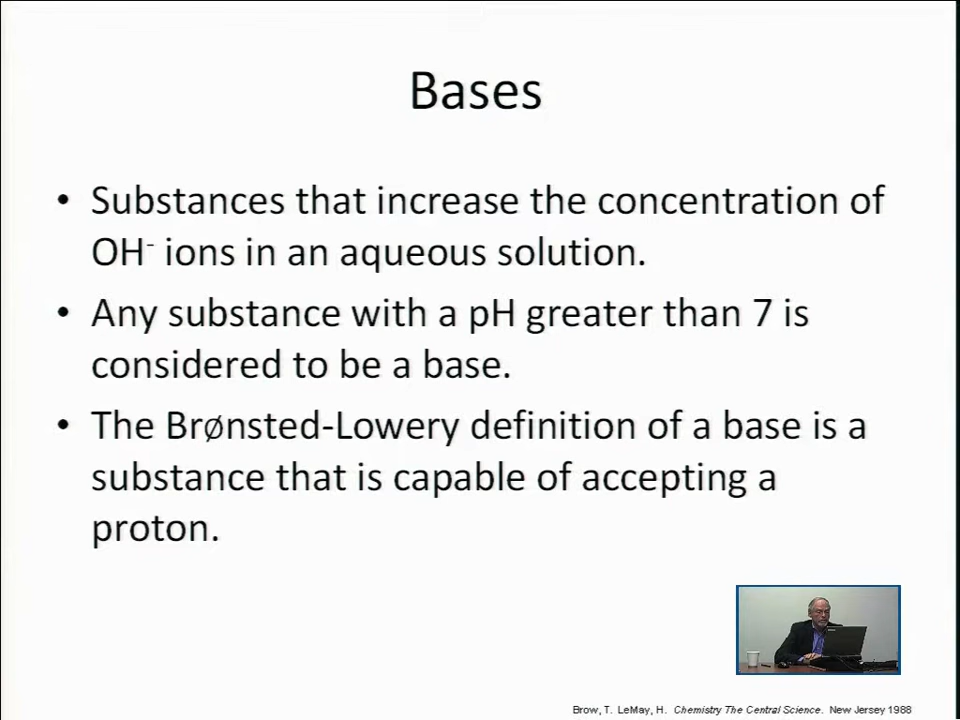 Bases
• Substances that increase the concentration of
OH⁻ ions in an aqueous solution.
• Any substance with a pH greater than 7 is
considered to be a base.
• The Brønsted-Lowery definition of a base is a
substance that is capable of accepting a
proton.
Brow, T. LeMay, H. Chemistry The Central Science. New Jersey 1988